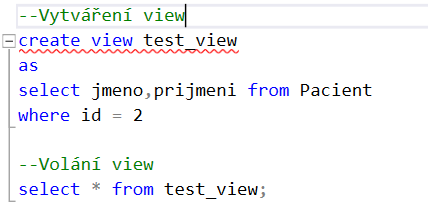 --Vytváření view
create view test_view
as
select jmeno,prijmeni from Pacient
where id = 2
--Volání view
select * from test_view;